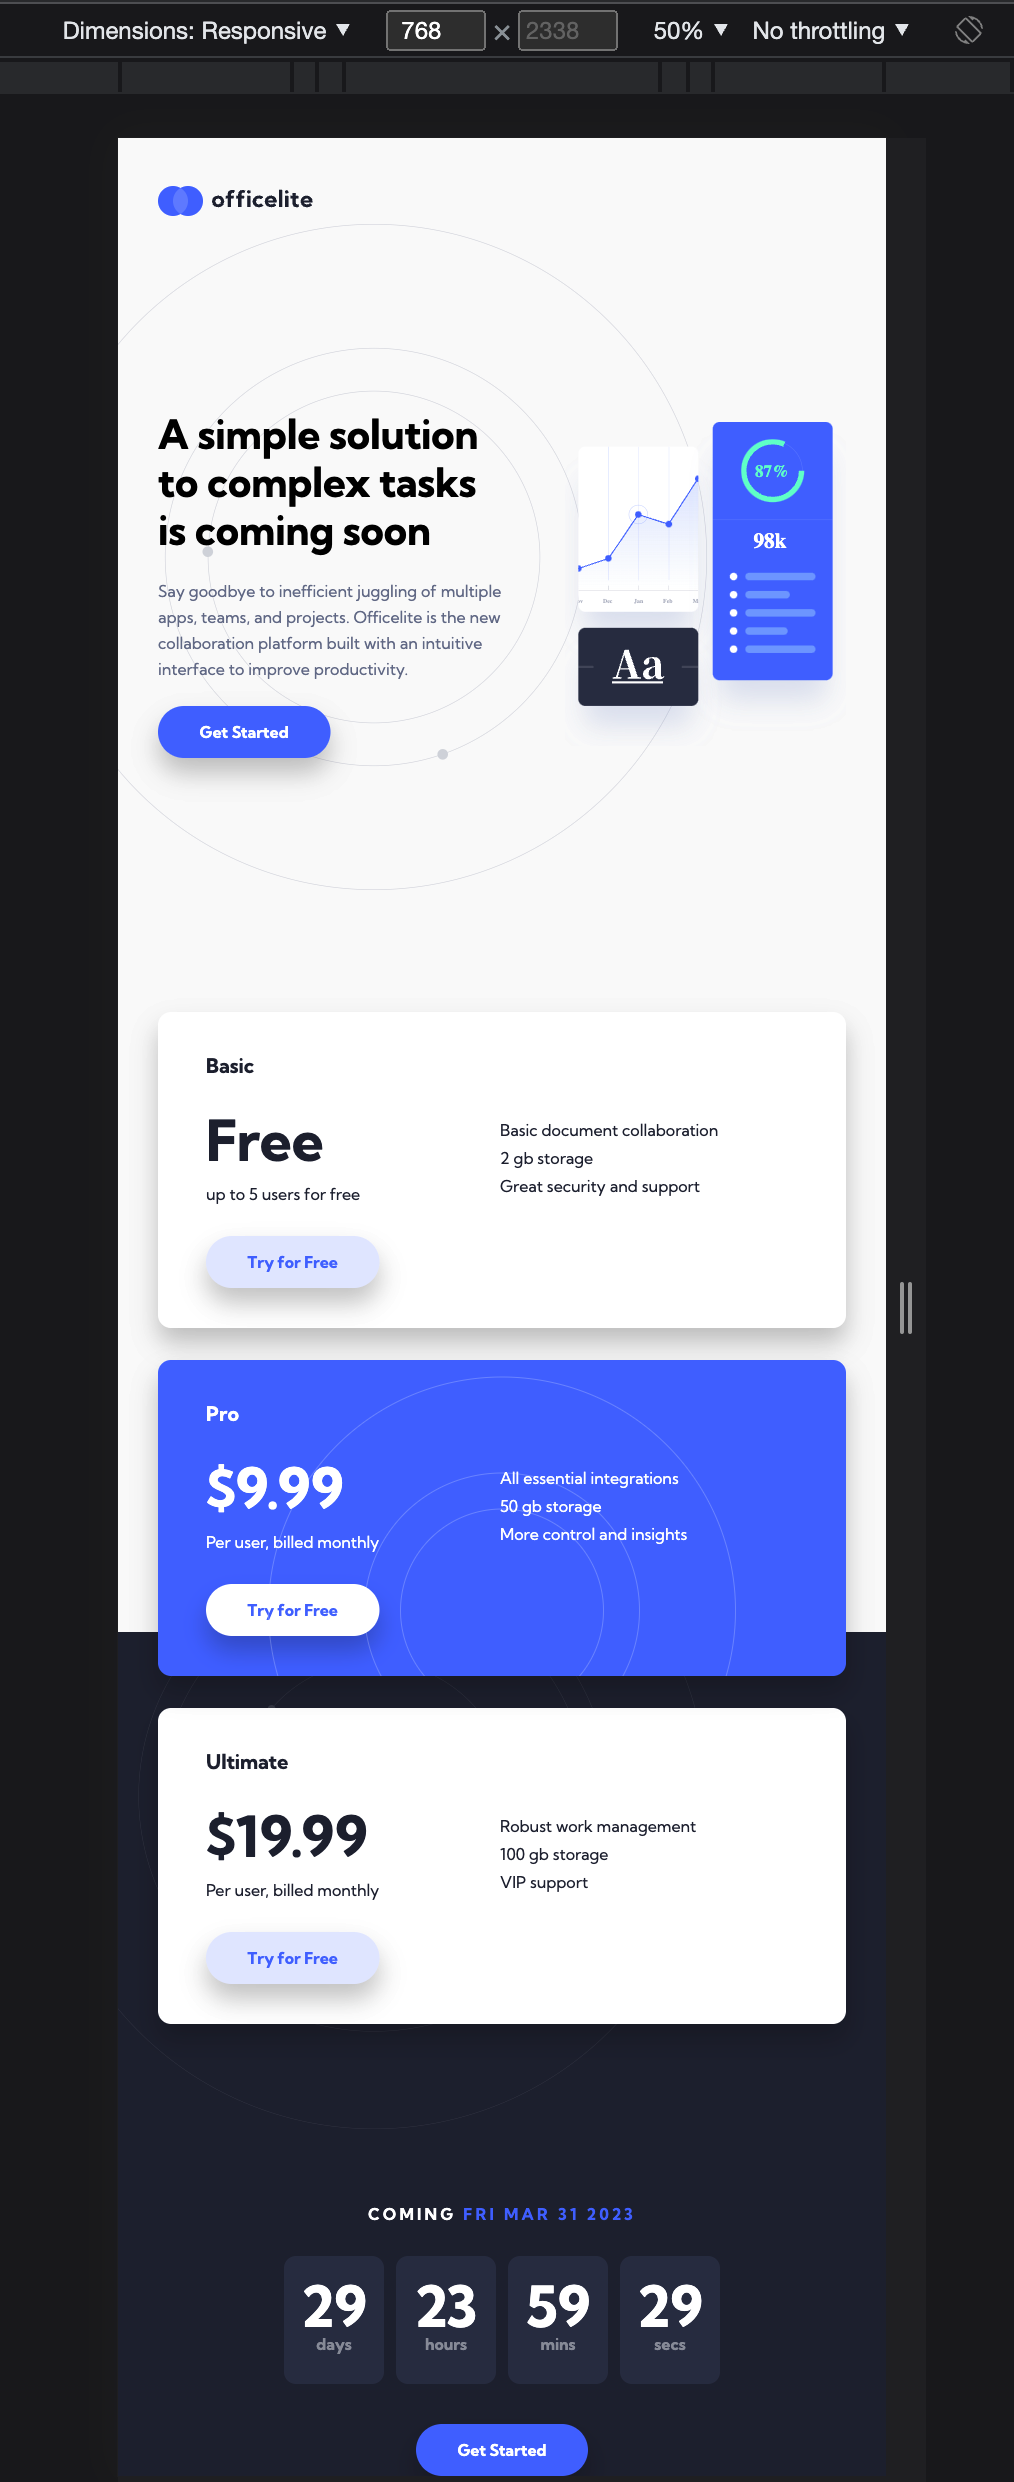 Dimensions: Responsive ▼ 768 × 2338 50% ▼ No throttling ▼
officelite
A simple solution
to complex tasks
is coming soon
Say goodbye to inefficient juggling of multiple
apps, teams, and projects. Officelite is the new
collaboration platform built with an intuitive
interface to improve productivity.
Get Started
87%
98k
Dec Jan Feb
Aa
Basic
Free
up to 5 users for free
Basic document collaboration
2 gb storage
Great security and support
Try for Free
Pro
$9.99
Per user, billed monthly
All essential integrations
50 gb storage
More control and insights
Try for Free
Ultimate
$19.99
Per user, billed monthly
Robust work management
100 gb storage
VIP support
Try for Free
COMING FRI MAR 31 2023
29 23 59 29
days hours mins secs
Get Started